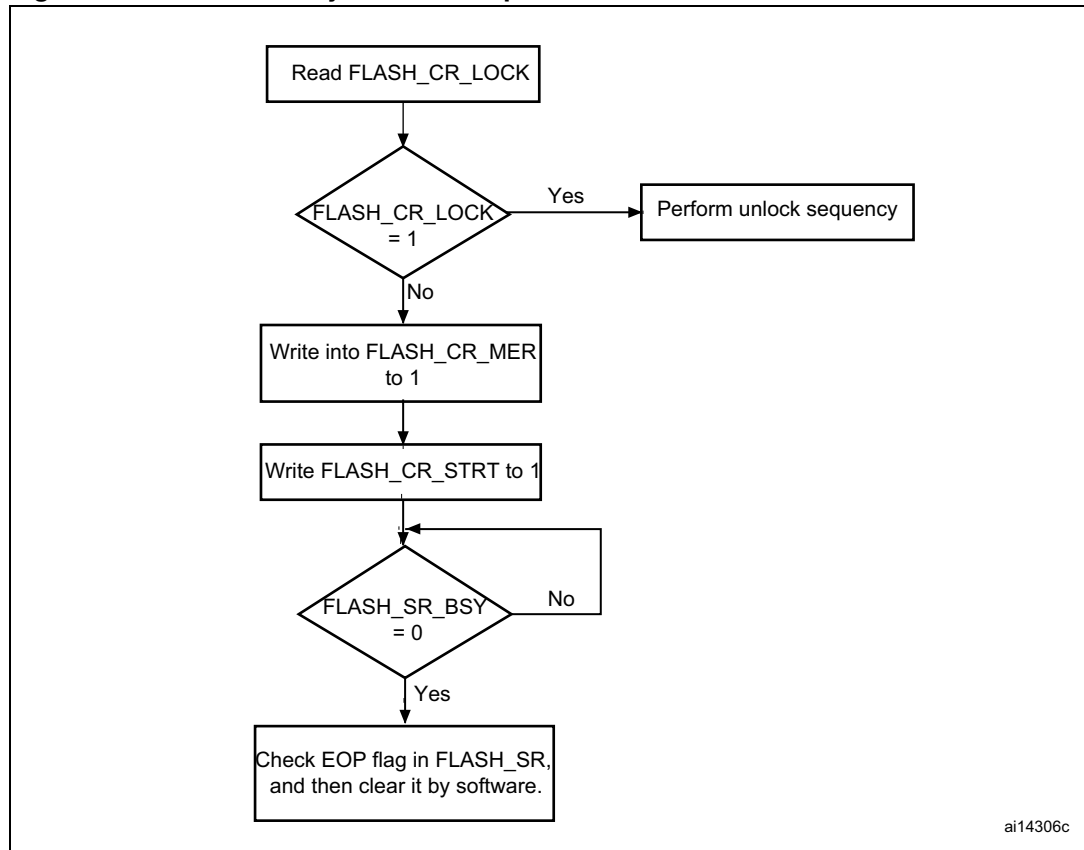 Read FLASH_CR_LOCK
FLASH_CR_LOCK
= 1
Yes
Perform unlock sequency
No
Write into FLASH_CR_MER
to 1
Write FLASH_CR_STRT to 1
FLASH_SR_BSY
= 0
No
Yes
Check EOP flag in FLASH_SR,
and then clear it by software.
ai14306c